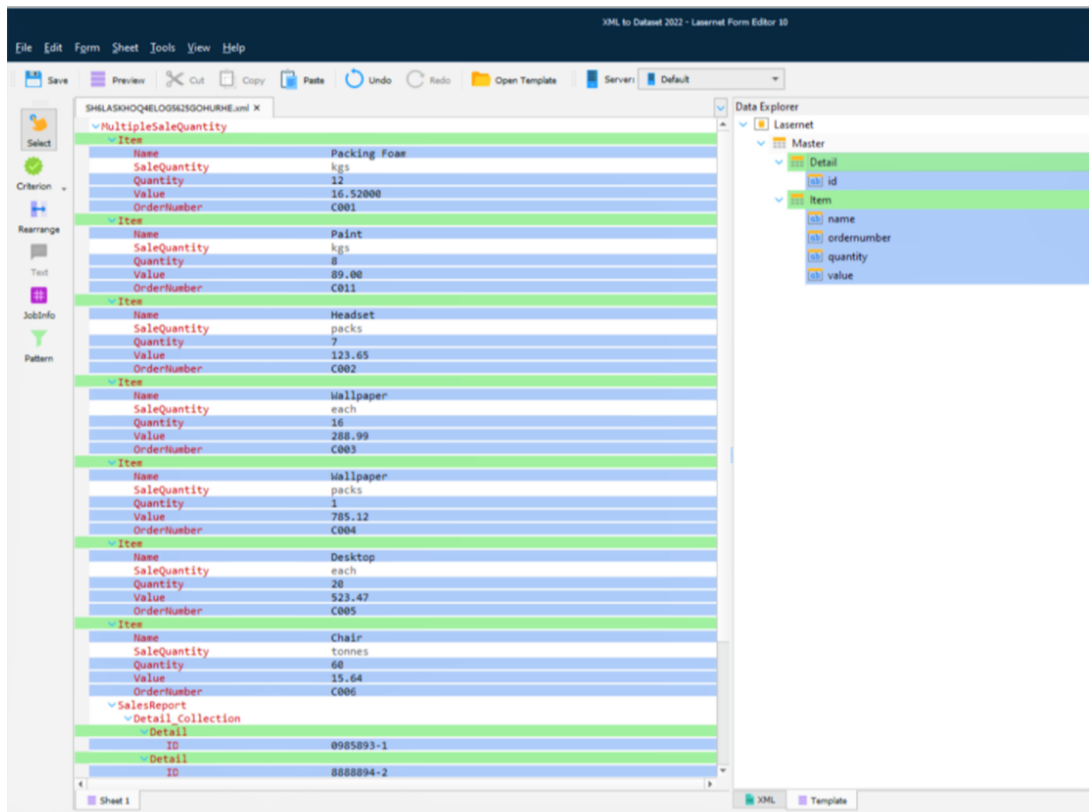 XML to Dataset 2022 - Lasernet Form Editor 10
File Edit Form Sheet Tools View Help
Save Preview Cut Copy Paste Undo Redo Open Template Server: Default
SH6LASKHOQ4ELOG5625GOHURHE.xml
Select
Criterion
Rearrange
Text
JobInfo
Pattern
MultipleSaleQuantity
Item
Name Packing Foam
SaleQuantity kgs
Quantity 12
Value 16.52000
OrderNumber C001
Item
Name Paint
SaleQuantity kgs
Quantity 8
Value 89.00
OrderNumber C011
Item
Name Headset
SaleQuantity packs
Quantity 7
Value 123.65
OrderNumber C002
Item
Name Wallpaper
SaleQuantity each
Quantity 16
Value 288.99
OrderNumber C003
Item
Name Wallpaper
SaleQuantity packs
Quantity 1
Value 785.12
OrderNumber C004
Item
Name Desktop
SaleQuantity each
Quantity 20
Value 523.47
OrderNumber C005
Item
Name Chair
SaleQuantity tonnes
Quantity 60
Value 15.64
OrderNumber C006
SalesReport
Detail_Collection
Detail
ID 0985893-1
Detail
ID 8888894-2
Sheet 1
Data Explorer
Lasernet
Master
Detail
id
Item
name
ordernumber
quantity
value
XML Template